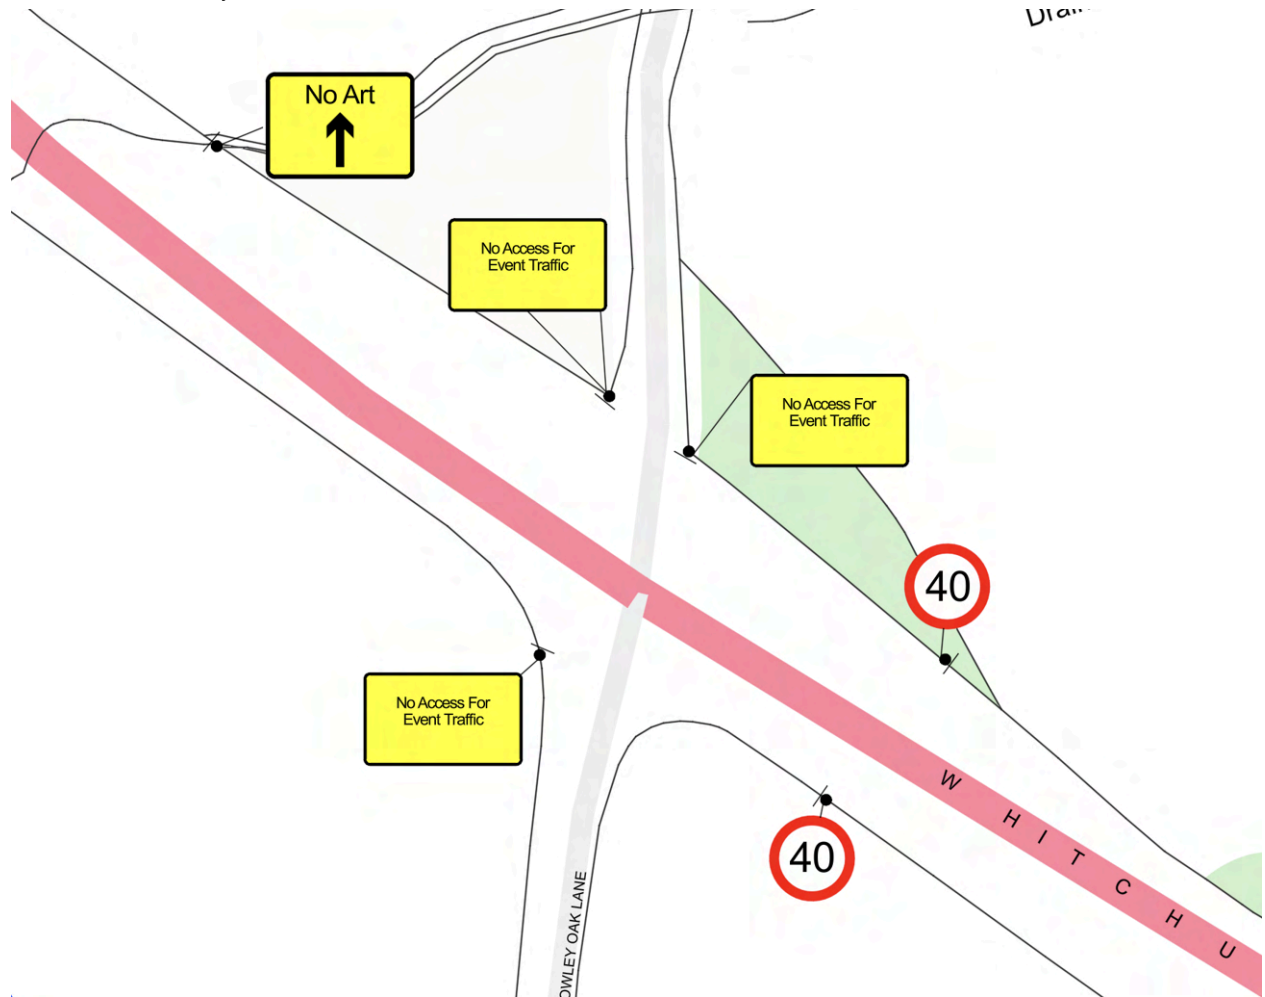 Drain
No Art
No Access For
Event Traffic
No Access For
Event Traffic
40
No Access For
Event Traffic
40
W H I T C H U
OWLEY OAK LANE